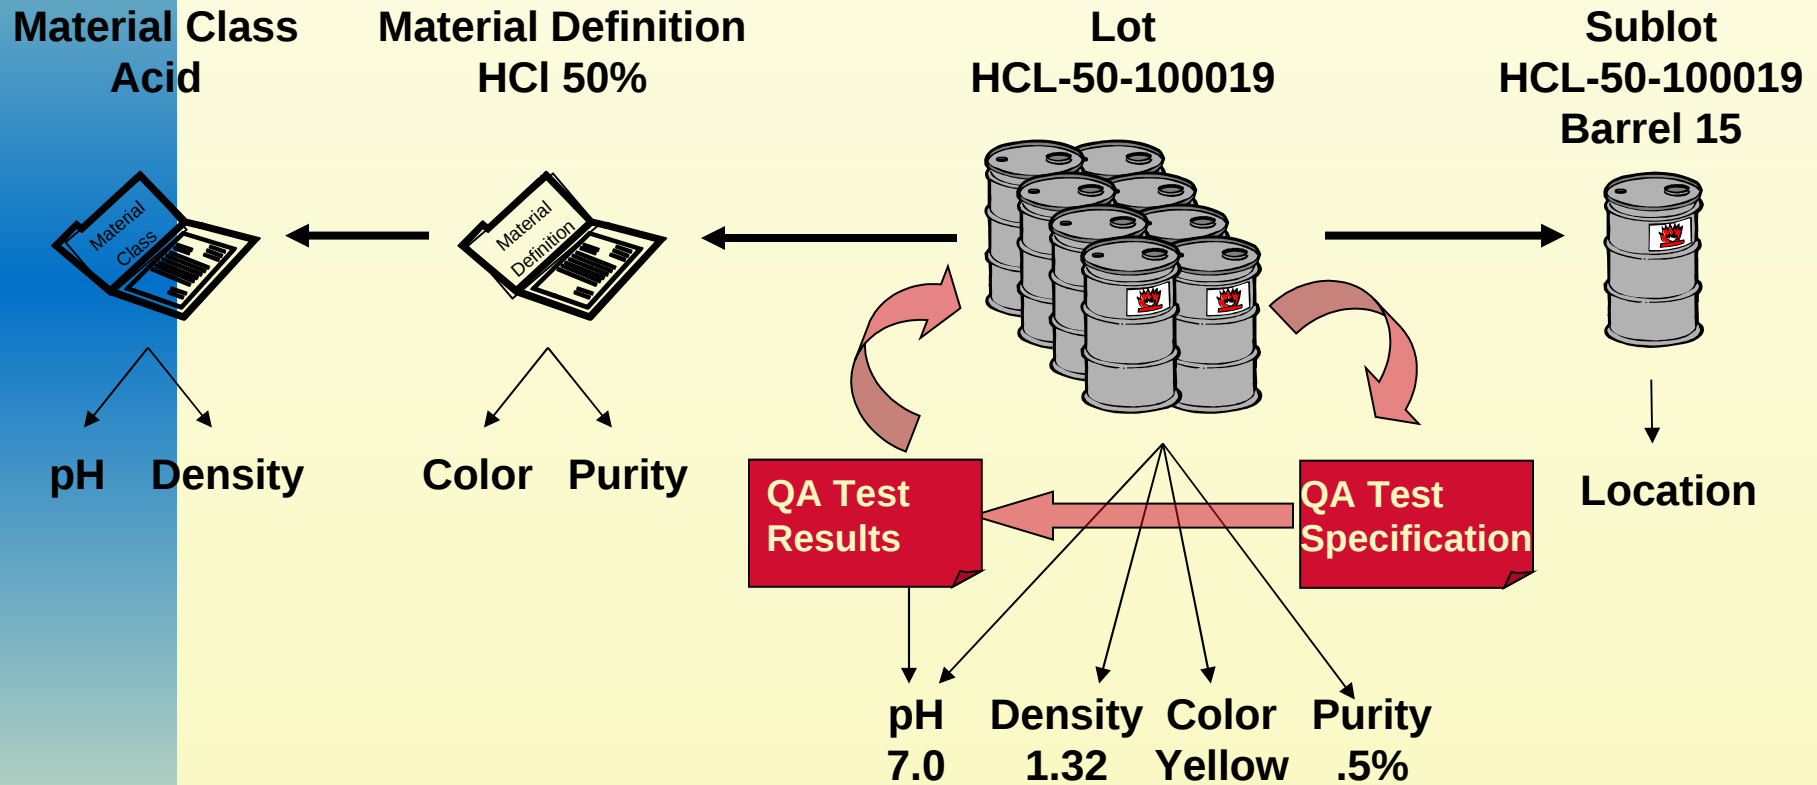 Material Class
Acid
Material Definition
HCl 50%
Lot
HCL-50-100019
Sublot
HCL-50-100019
Barrel 15
Material
Class
Material
Definition
pH
Density
Color
Purity
QA Test
Results
QA Test
Specification
Location
pH
7.0
Density
1.32
Color
Yellow
Purity
.5%